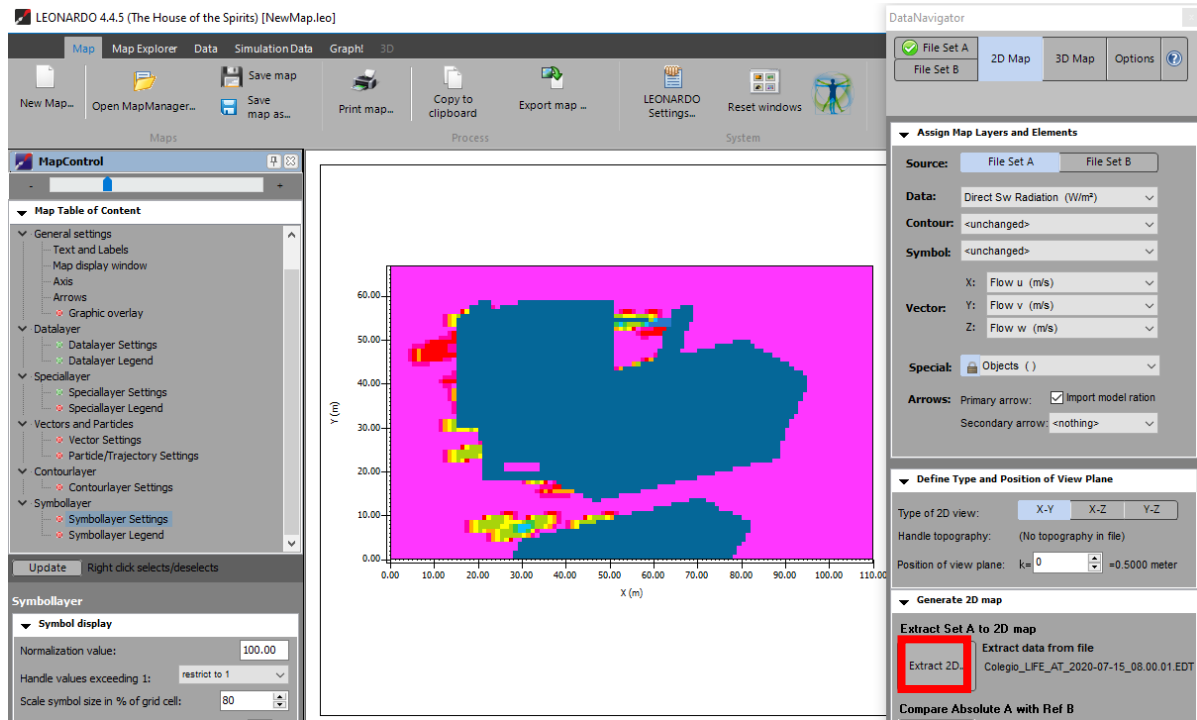 LEONARDO 4.4.5 (The House of the Spirits) [NewMap.leo]
Map Map Explorer Data Simulation Data Graph! 3D
New Map...
Open MapManager...
Save map
Save map as...
Print map...
Copy to clipboard
Export map ...
LEONARDO Settings...
Reset windows
Maps Process System
MapControl
- +
Map Table of Content
General settings
Text and Labels
Map display window
Axis
Arrows
Graphic overlay
Datalayer
Datalayer Settings
Datalayer Legend
Speciallayer
Speciallayer Settings
Speciallayer Legend
Vectors and Particles
Vector Settings
Particle/Trajectory Settings
Contourlayer
Contourlayer Settings
Symbollayer
Symbollayer Settings
Symbollayer Legend
Update Right click selects/deselects
Symbollayer
Symbol display
Normalization value: 100.00
Handle values exceeding 1: restrict to 1
Scale symbol size in % of grid cell: 80
60.00
50.00
40.00
30.00
20.00
10.00
0.00
Y (m)
0.00 10.00 20.00 30.00 40.00 50.00 60.00 70.00 80.00 90.00 100.00 110.00
X (m)
DataNavigator
File Set A
File Set B
2D Map 3D Map Options ?
Assign Map Layers and Elements
Source: File Set A File Set B
Data: Direct Sw Radiation (W/m²)
Contour: <unchanged>
Symbol: <unchanged>
Vector:
X: Flow u (m/s)
Y: Flow v (m/s)
Z: Flow w (m/s)
Special: Objects ( )
Arrows: Primary arrow: Import model ration
Secondary arrow: <nothing>
Define Type and Position of View Plane
Type of 2D view: X-Y X-Z Y-Z
Handle topography: (No topography in file)
Position of view plane: k= 0 =0.5000 meter
Generate 2D map
Extract Set A to 2D map
Extract 2D..
Extract data from file
Colegio_LIFE_AT_2020-07-15_08.00.01.EDT
Compare Absolute A with Ref B